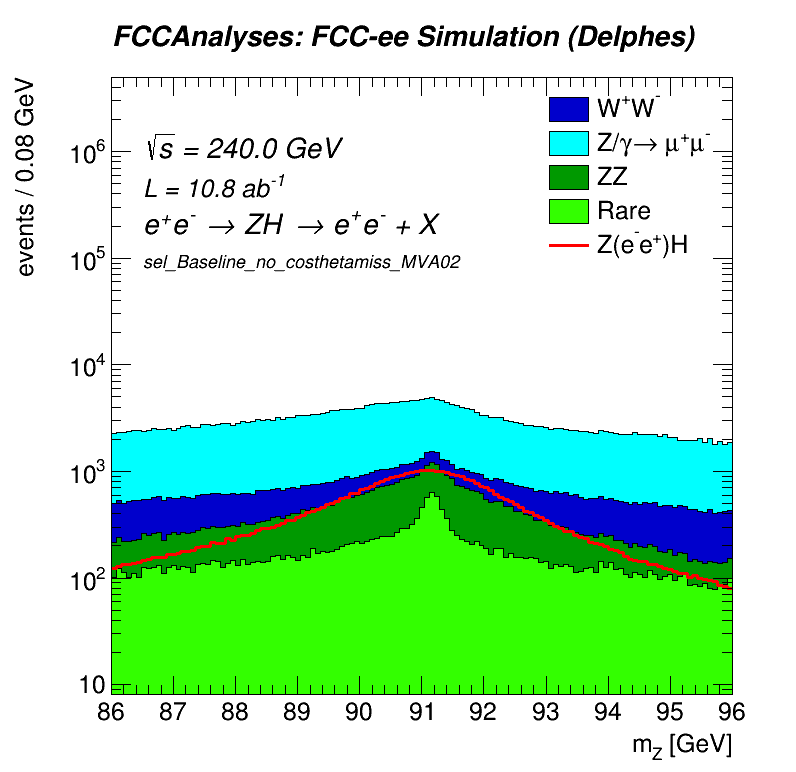 FCCAnalyses: FCC-ee Simulation (Delphes)
events / 0.08 GeV
√s = 240.0 GeV
L = 10.8 ab⁻¹
e⁺e⁻ → ZH → e⁺e⁻ + X
sel_Baseline_no_costhetamiss_MVA02
W⁺W⁻
Z/γ→ μ⁺μ⁻
ZZ
Rare
Z(e⁻e⁺)H
10⁶
10⁵
10⁴
10³
10²
10
86 87 88 89 90 91 92 93 94 95 96
m_Z [GeV]